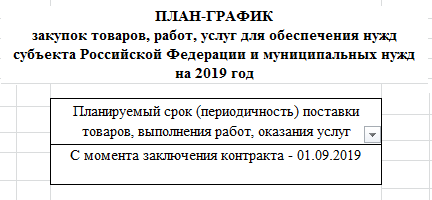 ПЛАН-ГРАФИК
закупок товаров, работ, услуг для обеспечения нужд
субъекта Российской Федерации и муниципальных нужд
на 2019 год
Планируемый срок (периодичность) поставки
товаров, выполнения работ, оказания услуг
С момента заключения контракта - 01.09.2019